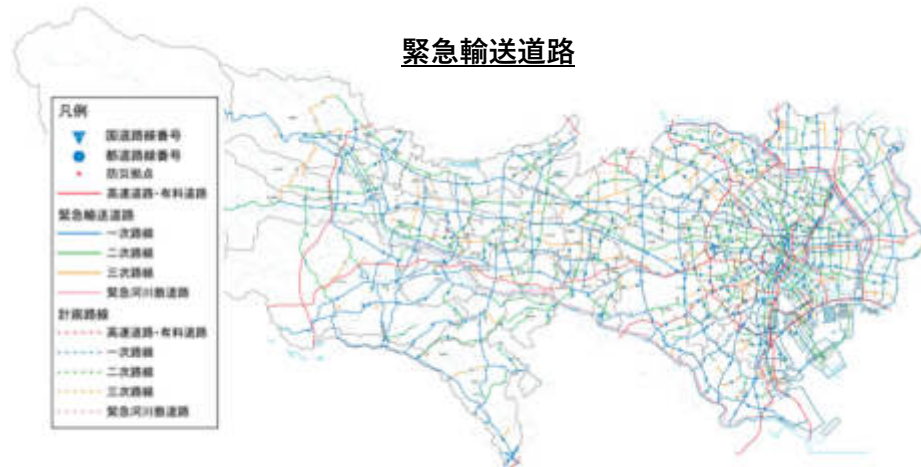 緊急輸送道路
凡例
国道路線番号
都道路線番号
防災拠点
高速道路・有料道路
緊急輸送道路
一次路線
二次路線
三次路線
緊急河川敷道路
計画路線
高速道路・有料道路
一次路線
二次路線
三次路線
緊急河川敷道路